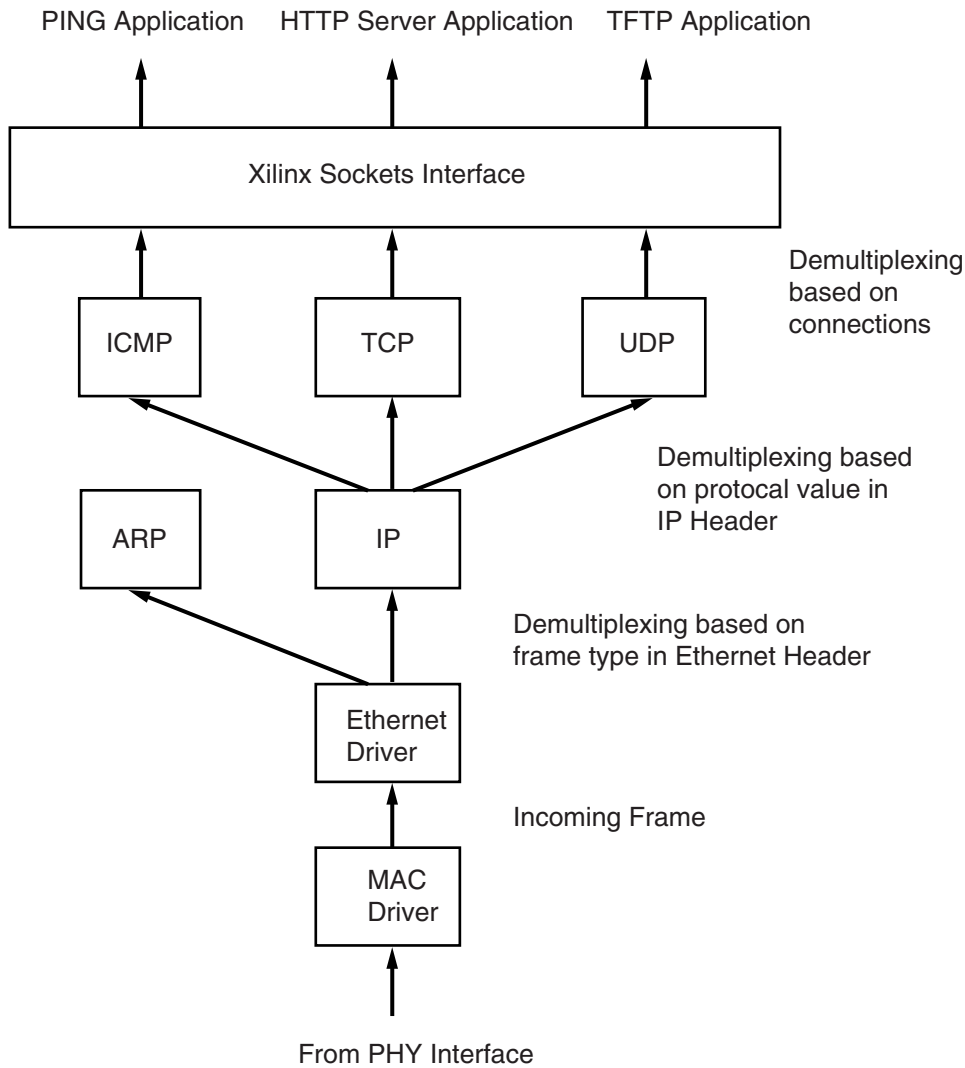 PING Application
HTTP Server Application
TFTP Application
Xilinx Sockets Interface
Demultiplexing
based on
connections
ICMP
TCP
UDP
Demultiplexing based
on protocal value in
IP Header
ARP
IP
Demultiplexing based on
frame type in Ethernet Header
Ethernet
Driver
Incoming Frame
MAC
Driver
From PHY Interface